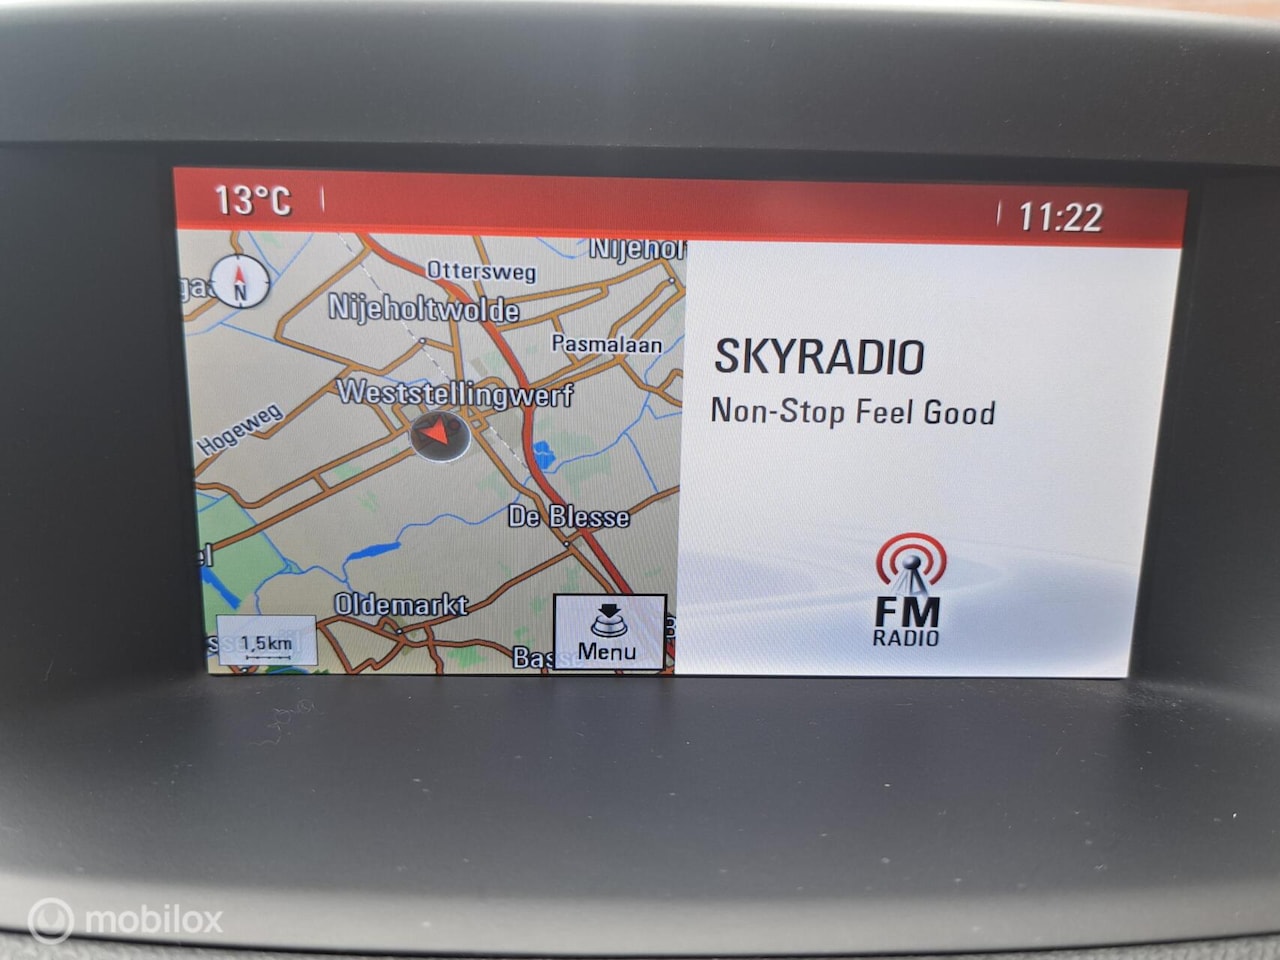 13°C
11:22
Nijehol
Ottersweg
Nijeholtwolde
Pasmalaan
N
Weststellingwerf
Hogeweg
De Blesse
Oldemarkt
1,5km
Menu
SKYRADIO
Non-Stop Feel Good
FM
RADIO
mobilox